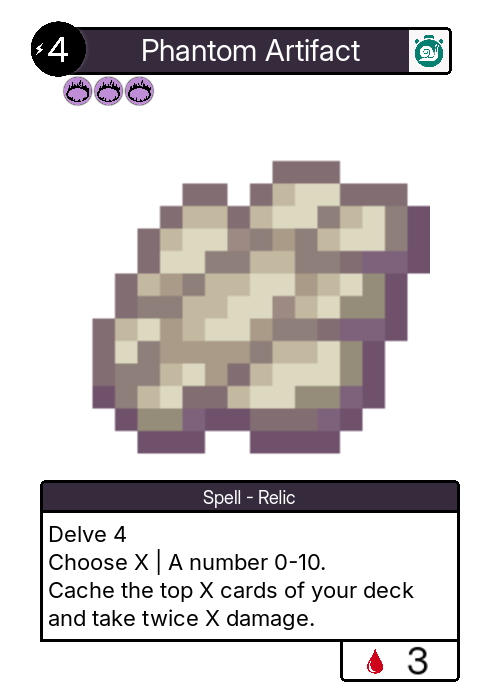 4
Phantom Artifact
Spell - Relic
Delve 4
Choose X | A number 0-10.
Cache the top X cards of your deck
and take twice X damage.
3